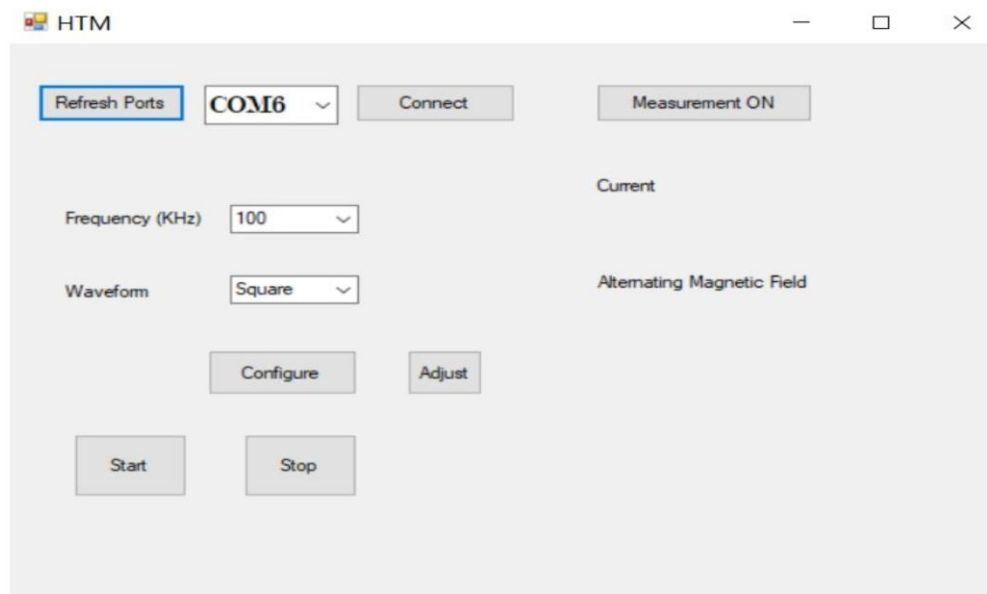 HTM
Refresh Ports COM6 Connect Measurement ON
Current
Frequency (KHz) 100
Waveform Square
Alternating Magnetic Field
Configure Adjust
Start Stop